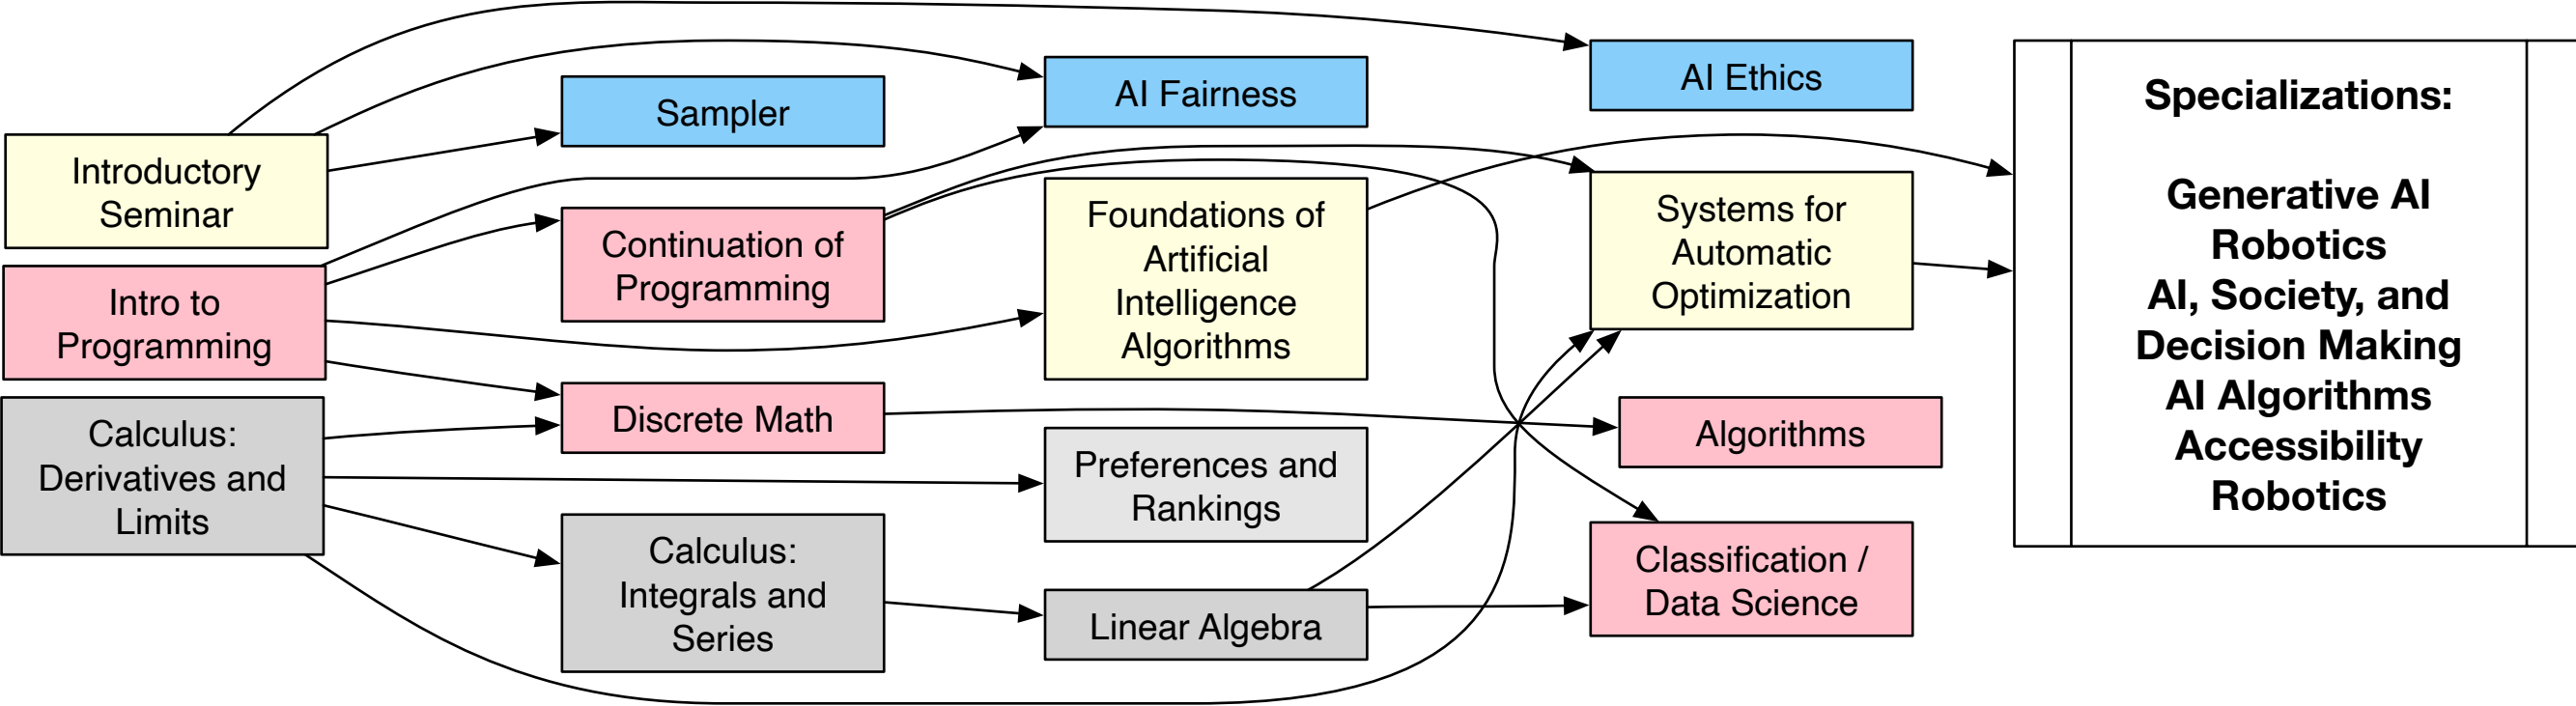 Introductory
Seminar
Intro to
Programming
Calculus:
Derivatives and
Limits
Sampler
Continuation of
Programming
Discrete Math
Calculus:
Integrals and
Series
AI Fairness
Foundations of
Artificial
Intelligence
Algorithms
Preferences and
Rankings
Linear Algebra
AI Ethics
Systems for
Automatic
Optimization
Algorithms
Classification /
Data Science
Specializations:
Generative AI
Robotics
AI, Society, and
Decision Making
AI Algorithms
Accessibility
Robotics